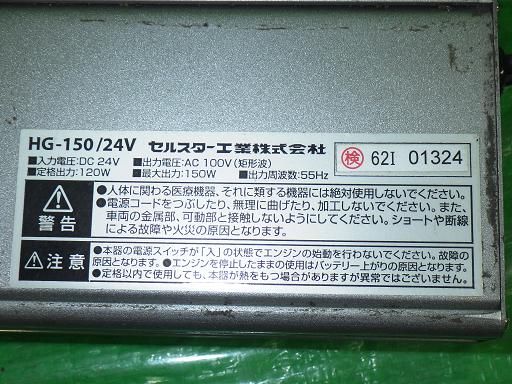 HG-150/24V セルスター工業株式会社
■入力電圧:DC 24V ■出力電圧:AC 100V(矩形波)
■定格出力:120W ■最大出力:150W ■出力周波数:55Hz
検 62I 01324
警告
●人体に関わる医療機器、それに類する機器には絶対使用しないでください。
●電源コードをつぶしたり、無理に曲げたり、加工しないでください。また、
車両の金属部、可動部と接触しないようにしてください。ショートや断線
による故障や火災の原因となります。
注意
●本器の電源スイッチが「入」の状態でエンジンの始動を行わないでください。故障の
原因となります。●エンジンを停止したままの使用はバッテリー上がりの原因となります。
●定格以内で使用しても、本器が熱をもつ場合がありますが異常ではございません。